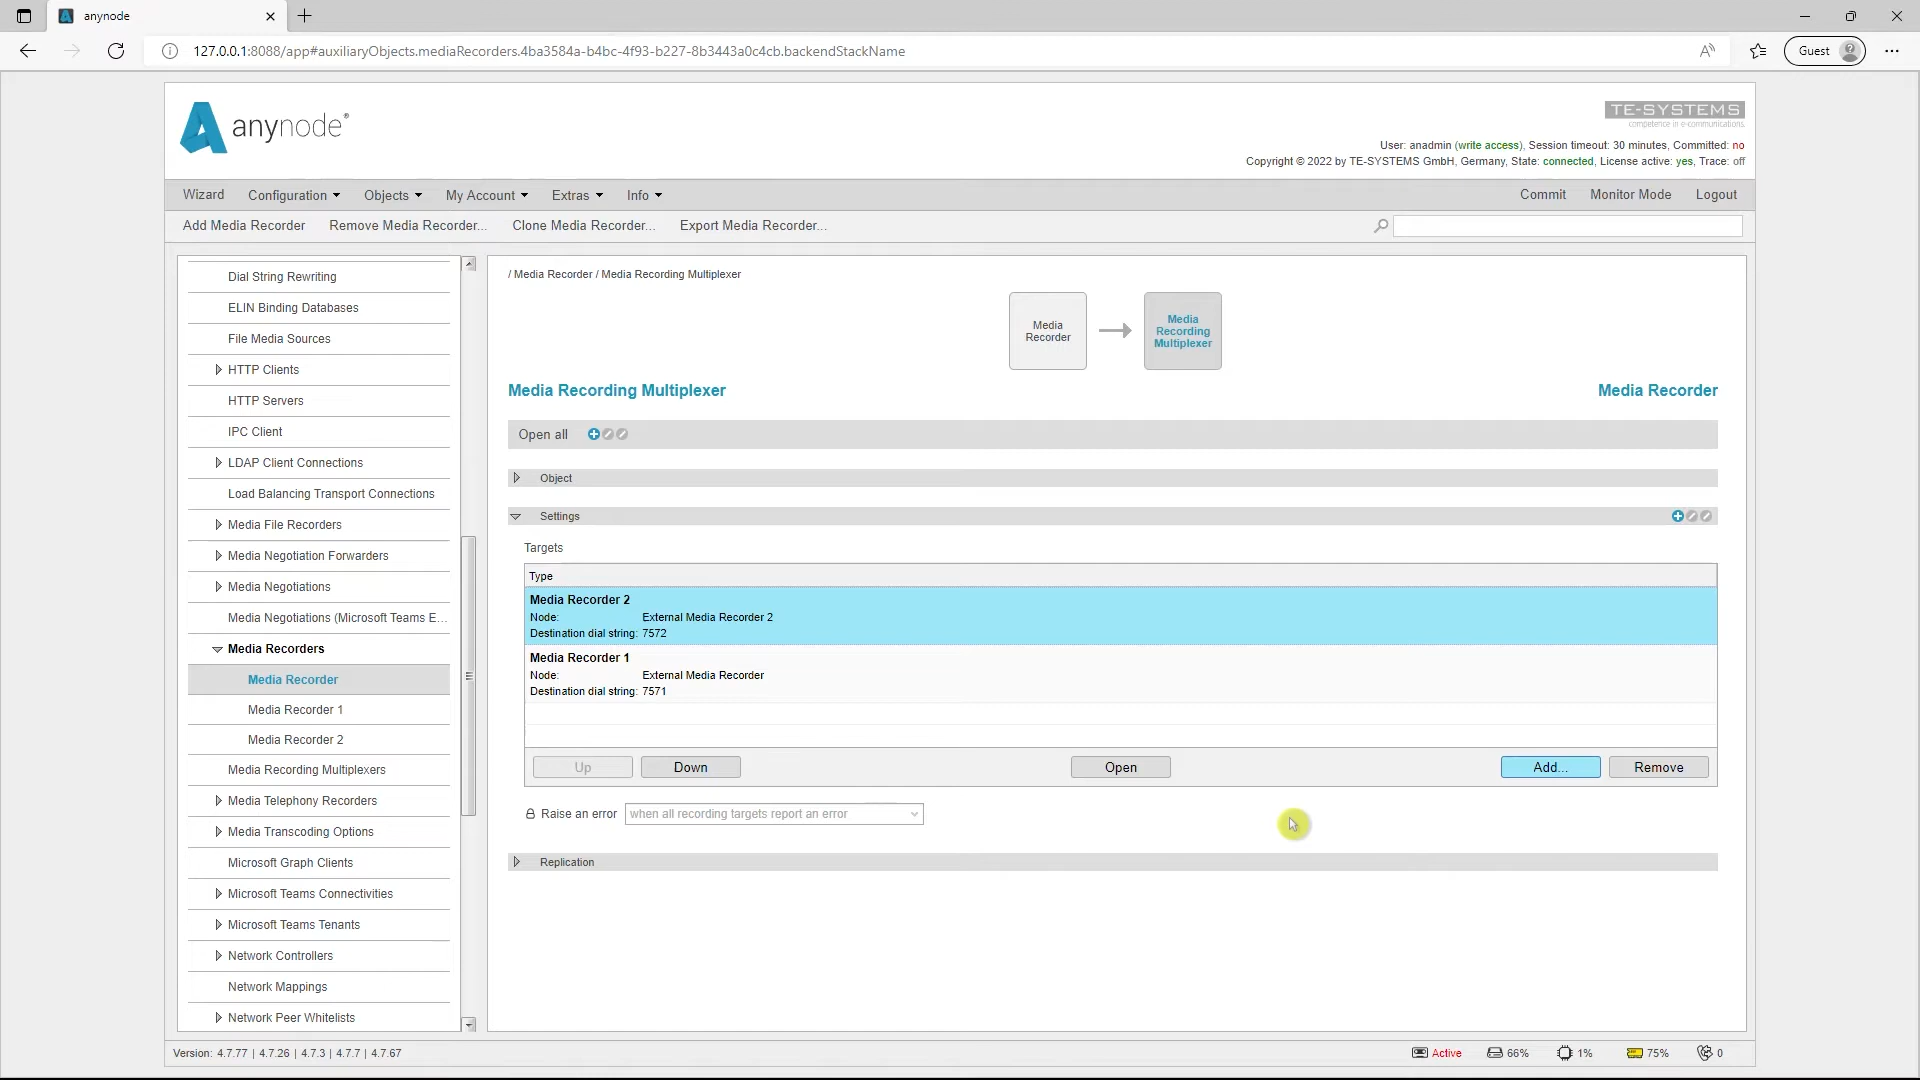 anynode
127.0.0.1:8088/app#auxiliaryObjects.mediaRecorders.4ba3584a-b4bc-4f93-b227-8b3443a0c4cb.backendStackName
Guest
anynode®
TE-SYSTEMS
competence in e-communications.
User: anadmin (write access), Session timeout: 30 minutes, Committed: no
Copyright © 2022 by TE-SYSTEMS GmbH, Germany, State: connected, License active: yes, Trace: off
Wizard Configuration Objects My Account Extras Info Commit Monitor Mode Logout
Add Media Recorder Remove Media Recorder... Clone Media Recorder... Export Media Recorder...
Dial String Rewriting
ELIN Binding Databases
File Media Sources
HTTP Clients
HTTP Servers
IPC Client
LDAP Client Connections
Load Balancing Transport Connections
Media File Recorders
Media Negotiation Forwarders
Media Negotiations
Media Negotiations (Microsoft Teams E...
Media Recorders
Media Recorder
Media Recorder 1
Media Recorder 2
Media Recording Multiplexers
Media Telephony Recorders
Media Transcoding Options
Microsoft Graph Clients
Microsoft Teams Connectivities
Microsoft Teams Tenants
Network Controllers
Network Mappings
Network Peer Whitelists
/ Media Recorder / Media Recording Multiplexer
Media
Recorder
Media
Recording
Multiplexer
Media Recording Multiplexer Media Recorder
Open all
Object
Settings
Targets
Type
Media Recorder 2
Node: External Media Recorder 2
Destination dial string: 7572
Media Recorder 1
Node: External Media Recorder
Destination dial string: 7571
Up Down Open Add... Remove
Raise an error when all recording targets report an error
Replication
Version: 4.7.77 | 4.7.26 | 4.7.3 | 4.7.7 | 4.7.67
Active 66% 1% 75% 0